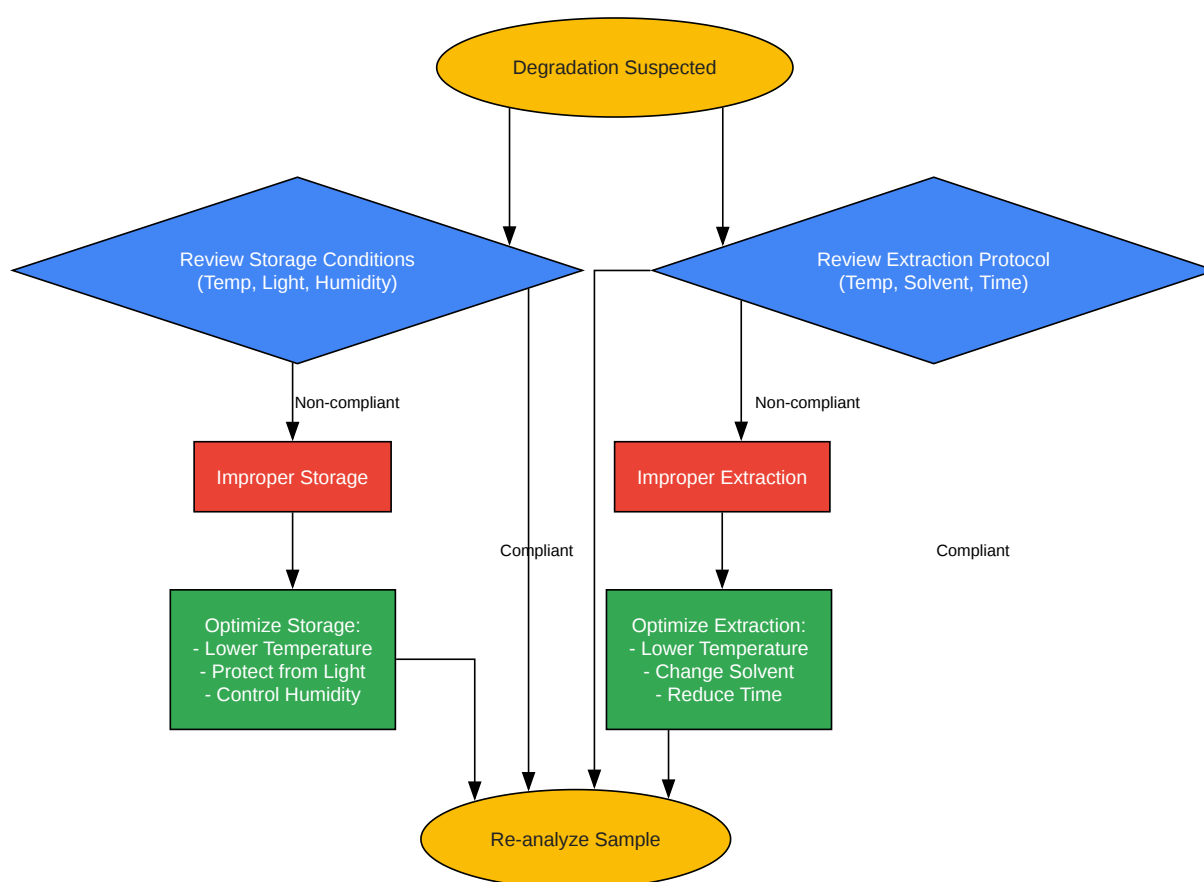 Degradation Suspected
Review Storage Conditions
(Temp, Light, Humidity)
Review Extraction Protocol
(Temp, Solvent, Time)
Non-compliant
Non-compliant
Improper Storage
Improper Extraction
Compliant
Compliant
Optimize Storage:
- Lower Temperature
- Protect from Light
- Control Humidity
Optimize Extraction:
- Lower Temperature
- Change Solvent
- Reduce Time
Re-analyze Sample